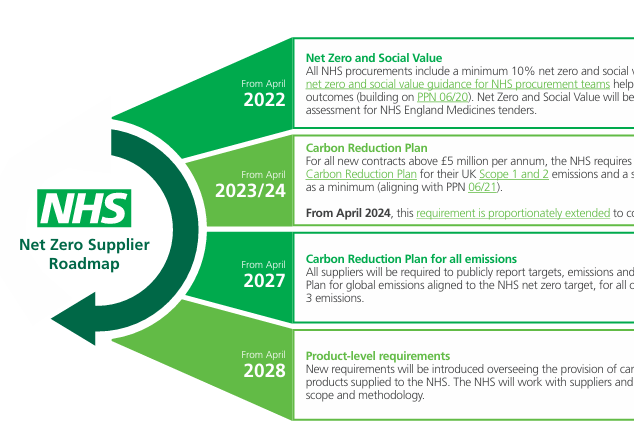 NHS
Net Zero Supplier
Roadmap
From April
2022
Net Zero and Social Value
All NHS procurements include a minimum 10% net zero and social
net zero and social value guidance for NHS procurement teams help
outcomes (building on PPN 06/20). Net Zero and Social Value will be
assessment for NHS England Medicines tenders.
From April
2023/24
Carbon Reduction Plan
For all new contracts above £5 million per annum, the NHS requires
Carbon Reduction Plan for their UK Scope 1 and 2 emissions and a
as a minimum (aligning with PPN 06/21).
From April 2024, this requirement is proportionately extended to
From April
2027
Carbon Reduction Plan for all emissions
All suppliers will be required to publicly report targets, emissions and
Plan for global emissions aligned to the NHS net zero target, for all
3 emissions.
From April
2028
Product-level requirements
New requirements will be introduced overseeing the provision of
products supplied to the NHS. The NHS will work with suppliers and
scope and methodology.